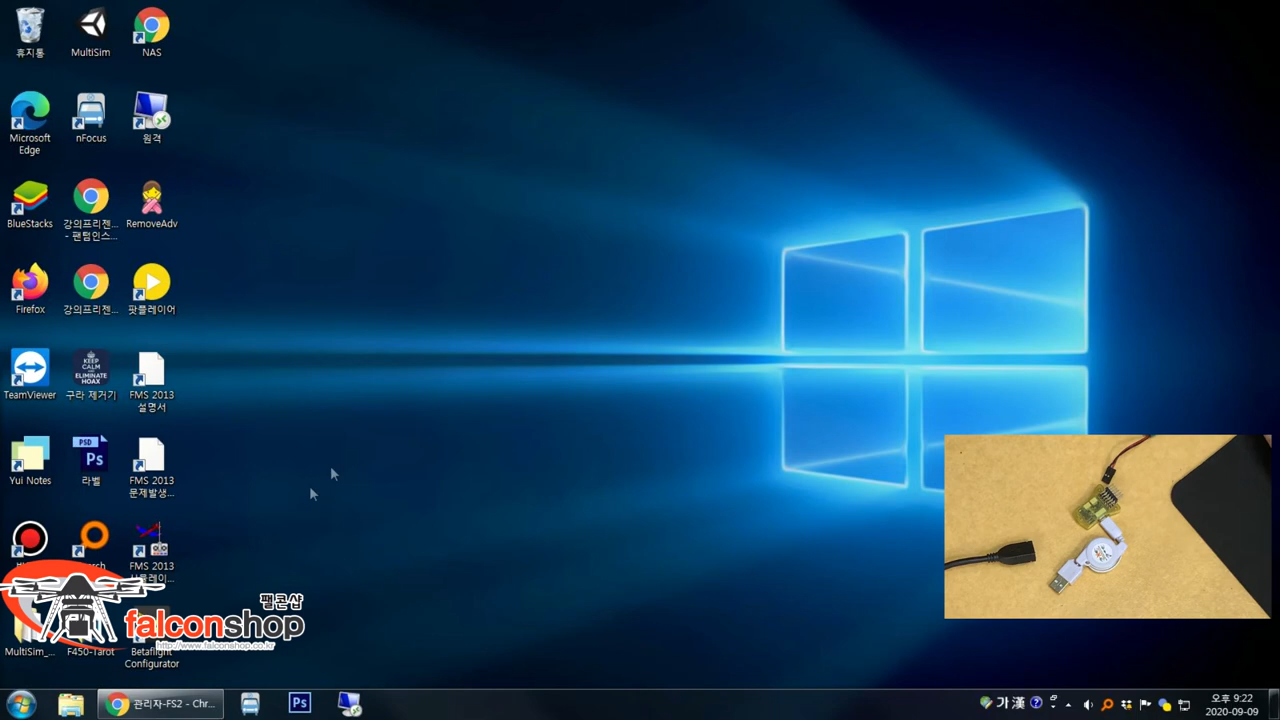 휴지통
MultiSim
NAS
Microsoft
Edge
nFocus
원격
BlueStacks
강의프리젠...
- 팬텀인스...
RemoveAdv
Firefox
강의프리젠...
팟플레이어
TeamViewer
KEEP
CALM
ELIMINATE
HOAX
구라 제거기
FMS 2013
설명서
Yui Notes
PSD
Ps
라벨
FMS 2013
문제발생...
FMS 2013
팰콘샵
falconshop
http://www.falconshop.co.kr
MultiSim_...
F450-Tarot
Betaflight
Configurator
관리자-FS2 - Chr...
Ps
가 漢
오후 9:22
2020-09-09